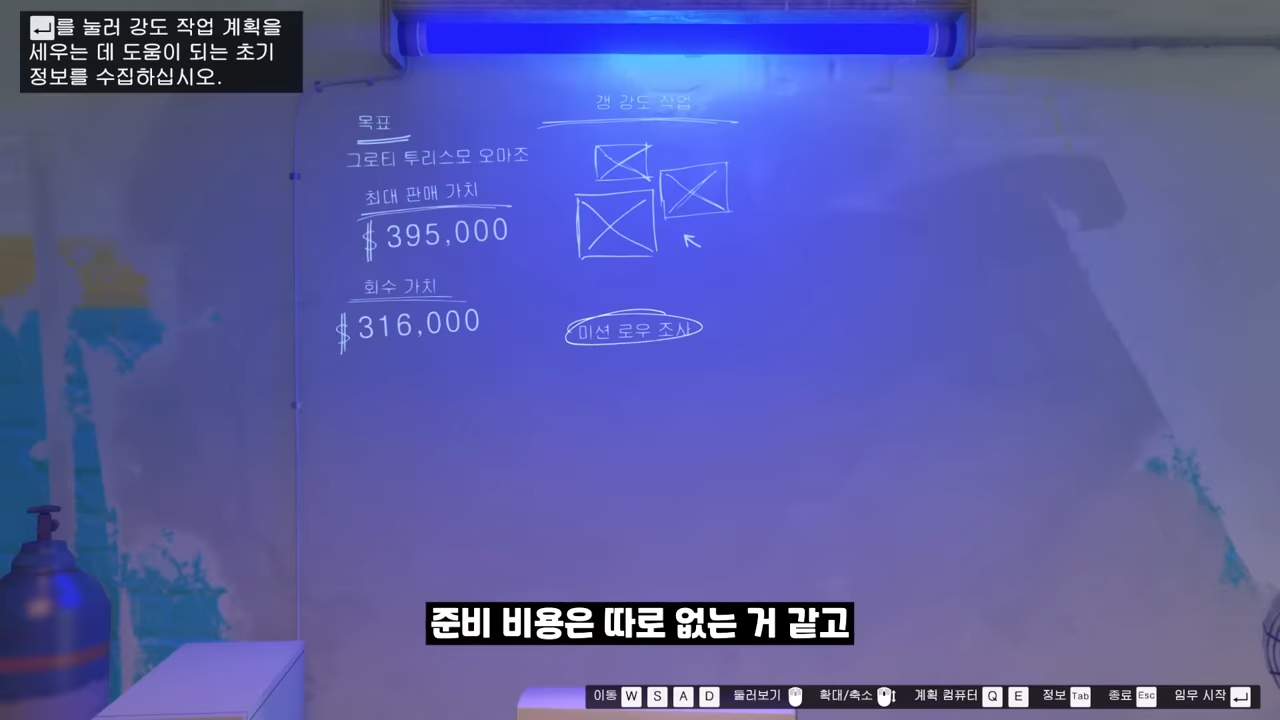 를 눌러 강도 작업 계획을
세우는 데 도움이 되는 초기
정보를 수집하십시오.
목표
그로티 투리스모 오마조
최대 판매 가치
$ 395,000
회수 가치
$ 316,000
갱 강도 작업
미션 로우 조사
준비 비용은 따로 없는 거 같고
이동 W S A D 둘러보기 확대/축소 계획 컴퓨터 Q E 정보 Tab 종료 Esc 임무 시작